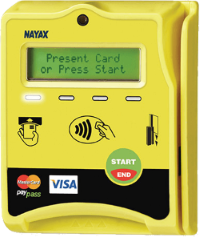 NAYAX
Present Card
or Press Start
START
END
MasterCard
paypass
VISA